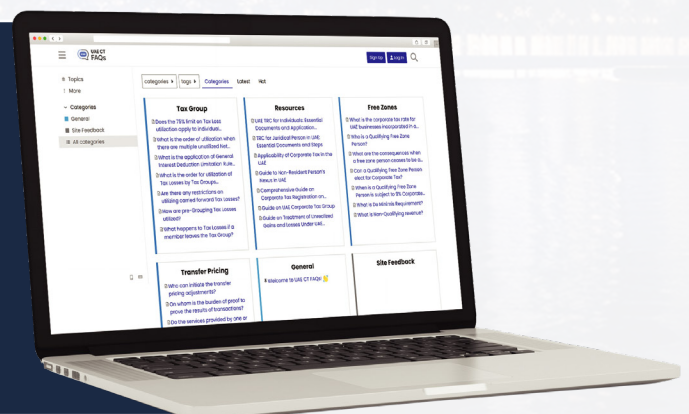 UAE CT
FAQs
Sign Up
Log In
Topics
More
Categories
General
Site Feedback
All categories
categories
tags
Categories
Latest
Hot
Tax Group
Does the 75% limit on Tax Loss
utilisation apply to individual...
What is the order of utilisation when
there are multiple unutilised Net...
What is the application of General
Interest Deduction Limitation Rule...
What is the order for utilization of
Tax Losses by Tax Groups...
Are there any restrictions on
utilizing carried forward Tax losses?
How are pre-Grouping Tax Losses
utilised?
What happens to Tax Losses if a
member leaves the Tax Group?
Resources
UAE TRC for Individuals: Essential
Documents and Application...
TRC for Juridical Person in UAE:
Essential Documents and Steps
Applicability of Corporate Tax in the
UAE
Guide to Non-Resident Person's
Nexus in UAE
Comprehensive Guide on
Corporate Tax Registration on...
Guide on UAE Corporate Tax Group
Guide on Treatment of Unrealised
Gains and Losses Under UAE...
Free Zones
What is the corporate tax rate for
UAE businesses incorporated in a...
Who is a Qualifying Free Zone
Person?
What are the consequences when
a free zone person ceases to be a...
Can a Qualifying Free Zone Person
elect for Corporate Tax?
When is a Qualifying Free Zone
Person is subject to 9% Corporate...
What is De Minimis Requirement?
What is Non-Qualifying revenue?
Transfer Pricing
Who can initiate the transfer
pricing adjustments?
On whom is the burden of proof to
prove the results of transactions?
Do the services provided by one or
General
Welcome to UAE CT FAQs!
Site Feedback